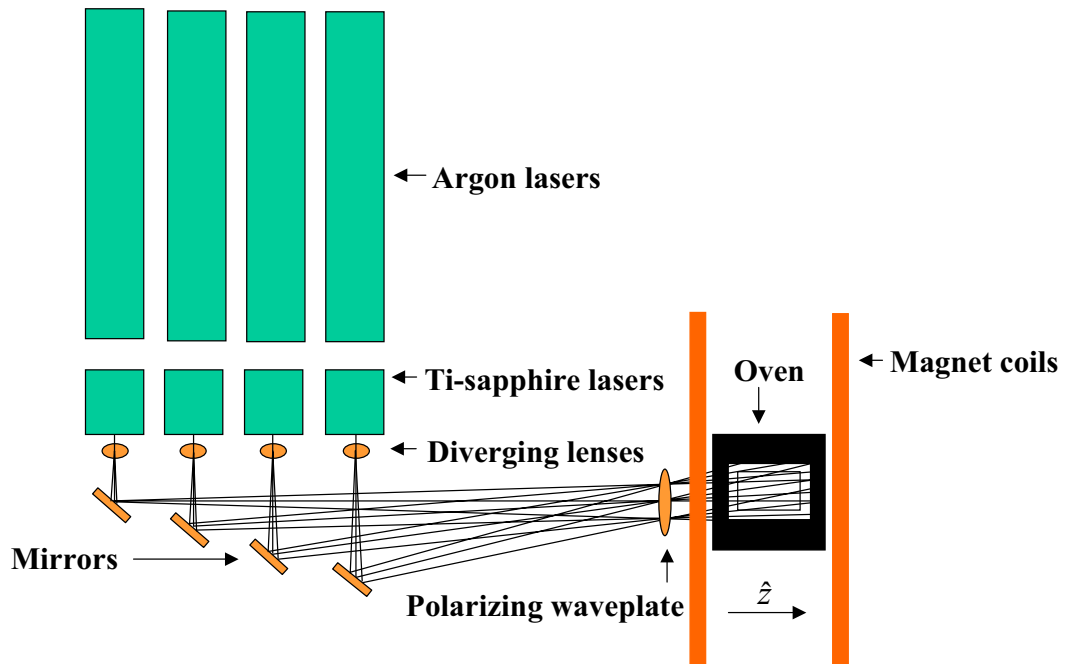 Argon lasers
Magnet coils
Oven
Ti-sapphire lasers
Diverging lenses
Mirrors
Polarizing waveplate
ẑ